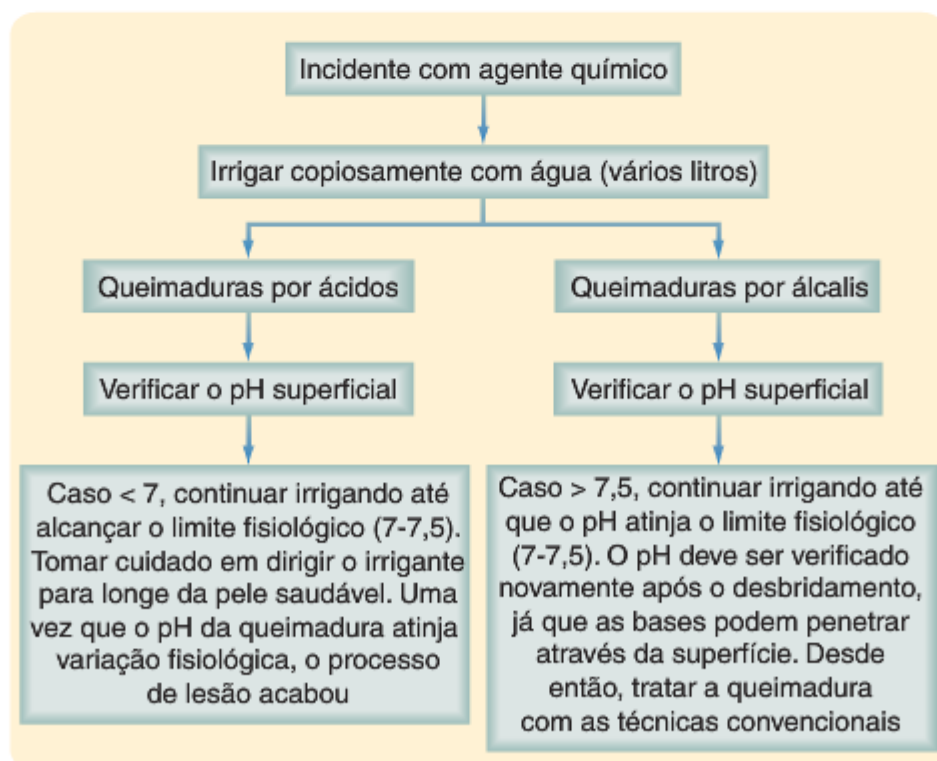 Incidente com agente químico
Irrigar copiosamente com água (vários litros)
Queimaduras por ácidos
Verificar o pH superficial
Caso < 7, continuar irrigando até
alcançar o limite fisiológico (7-7,5).
Tomar cuidado em dirigir o irrigante
para longe da pele saudável. Uma
vez que o pH da queimadura atinja
variação fisiológica, o processo
de lesão acabou
Queimaduras por álcalis
Verificar o pH superficial
Caso > 7,5, continuar irrigando até
que o pH atinja o limite fisiológico
(7-7,5). O pH deve ser verificado
novamente após o desbridamento,
já que as bases podem penetrar
através da superfície. Desde
então, tratar a queimadura
com as técnicas convencionais